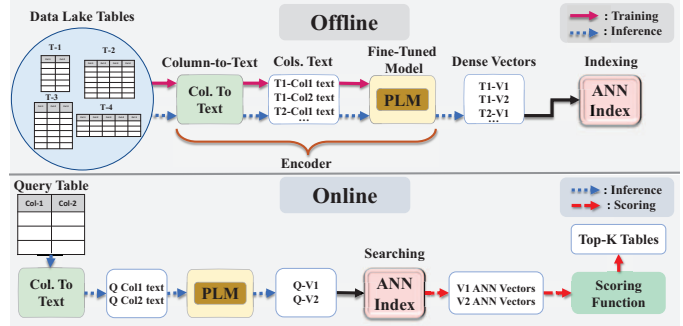 Data Lake Tables
Offline
: Training
: Inference
T-1
T-2
T-3
T-4
Column-to-Text
Cols. Text
Fine-Tuned
Model
Dense Vectors
Indexing
Col. To
Text
T1-Col1 text
T1-Col2 text
T2-Col1 text
...
PLM
T1-V1
T1-V2
T2-V1
...
ANN
Index
Encoder
Query Table
Online
: Inference
: Scoring
Col-1
Col-2
Top-K Tables
Searching
Col. To
Text
Q Col1 text
Q Col2 text
PLM
Q-V1
Q-V2
ANN
Index
V1 ANN Vectors
V2 ANN Vectors
Scoring
Function